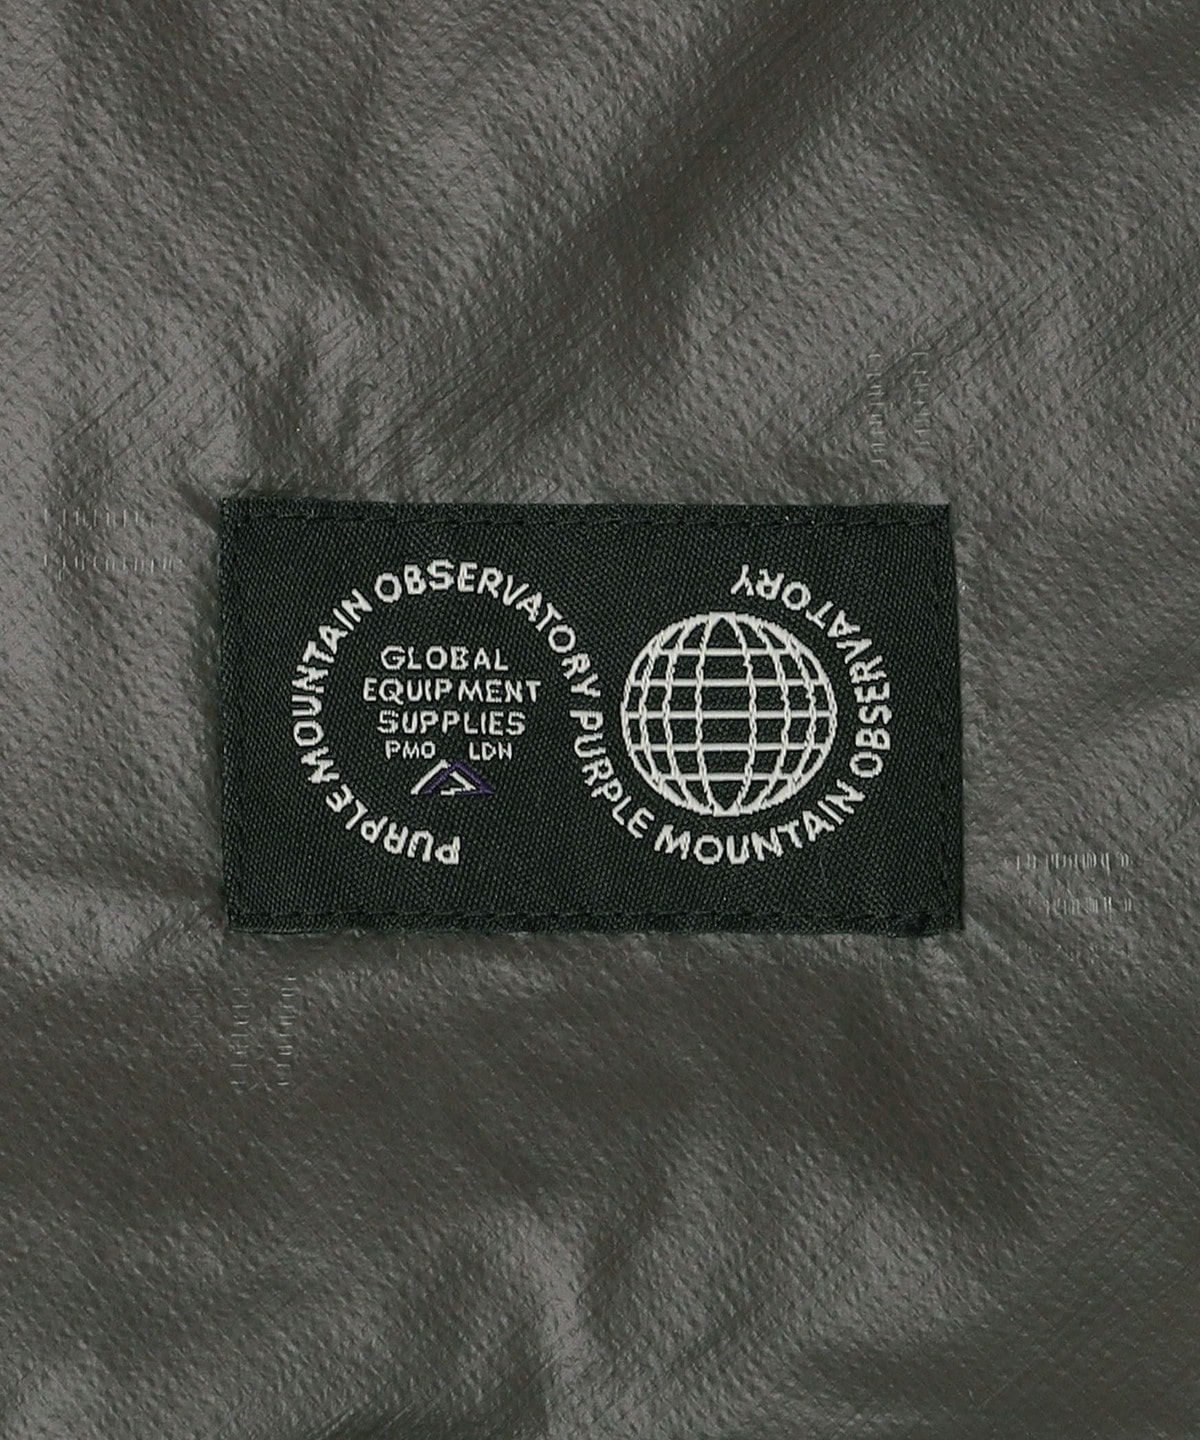 PURPLE MOUNTAIN OBSERVATORY PURPLE MOUNTAIN OBSERVATORY
GLOBAL
EQUIPMENT
SUPPLIES
PMO LDN